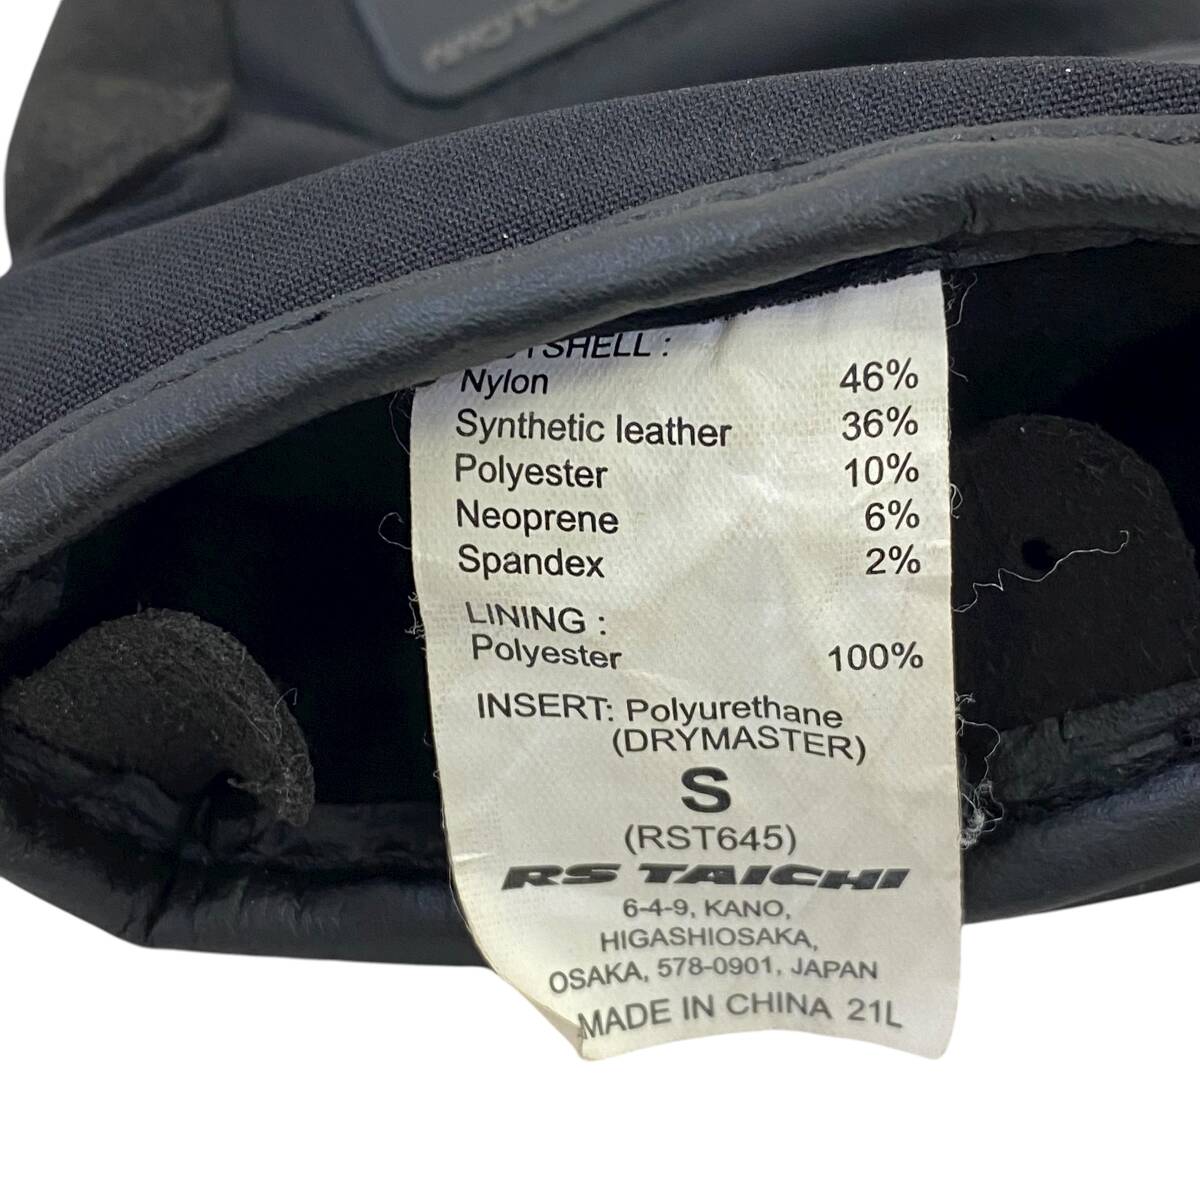 Nylon 46%
Synthetic leather 36%
Polyester 10%
Neoprene 6%
Spandex 2%
LINING :
Polyester 100%
INSERT: Polyurethane
(DRYMASTER)
S
(RST645)
RS TAICHI
6-4-9, KANO,
HIGASHIOSAKA,
OSAKA, 578-0901, JAPAN
MADE IN CHINA 21L